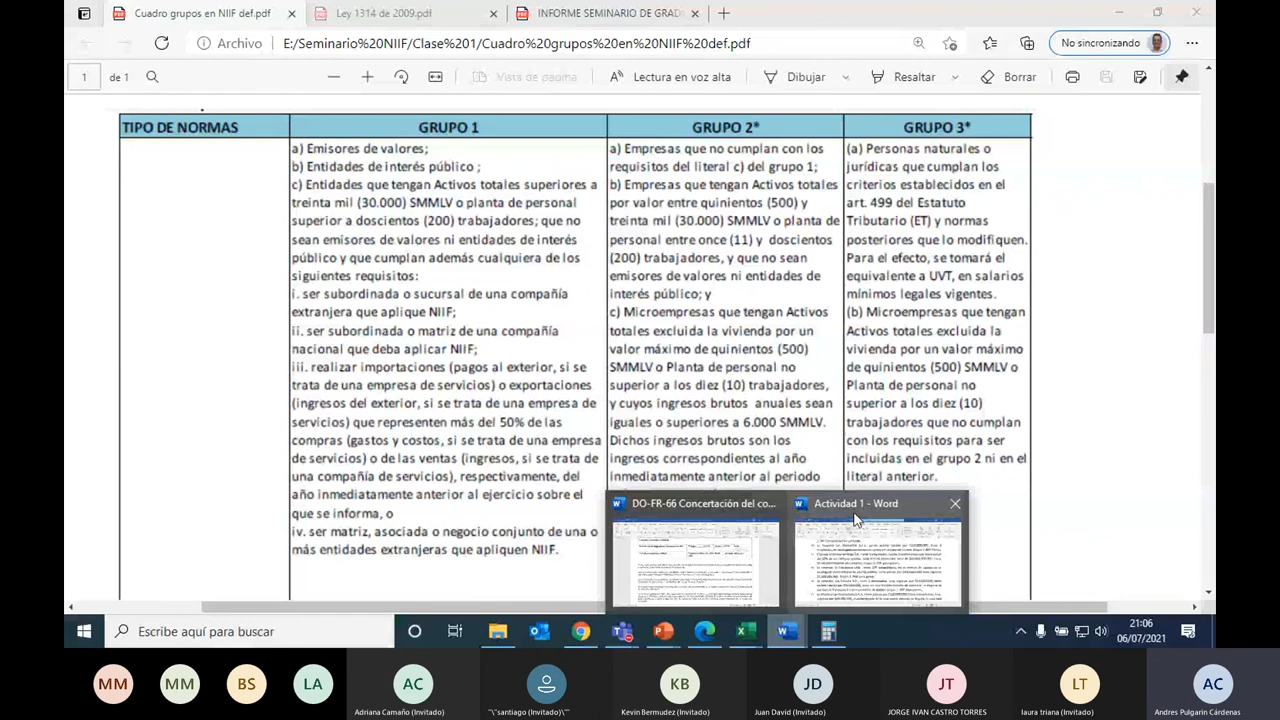 Cuadro grupos en NIIF def.pdf
Ley 1314 de 2009.pdf
INFORME SEMINARIO DE GRAD
Archivo
E:/Seminario%20NIIF/Clase%201/Cuadro%20grupos%20en%20NIIF%20def.pdf
No sincronizando
1
de 1
Vista de página
Lectura en voz alta
Dibujar
Resaltar
Borrar
TIPO DE NORMAS
GRUPO 1
a) Emisores de valores;
b) Entidades de interés público ;
c) Entidades que tengan Activos totales superiores a
treinta mil (30.000) SMMLV o planta de personal
superior a doscientos (200) trabajadores; que no
sean emisores de valores ni entidades de interés
público y que cumplan además cualquiera de los
siguientes requisitos:
i. ser subordinada o sucursal de una compañía
extranjera que aplique NIIF;
ii. ser subordinada o matriz de una compañía
nacional que deba aplicar NIIF;
iii. realizar importaciones (pagos al exterior, si se
trata de una empresa de servicios) o exportaciones
(ingresos del exterior, si se trata de una empresa de
servicios) que representen más del 50% de las
compras (gastos y costos, si se trata de una empresa
de servicios) o de las ventas (ingresos, si se trata de
una compañía de servicios), respectivamente, del
año inmediatamente anterior al ejercicio sobre el
que se informa, o
iv. ser matriz, asociada o negocio conjunto de una o
más entidades extranjeras que apliquen NIIF.
GRUPO 2*
a) Empresas que no cumplan con los
requisitos del literal c) del grupo 1;
b) Empresas que tengan Activos totales
por valor entre quinientos (500) y
treinta mil (30.000) SMMLV o planta de
personal entre once (11) y doscientos
(200) trabajadores, y que no sean
emisores de valores ni entidades de
interés público; y
c) Microempresas que tengan Activos
totales excluida la vivienda por un
valor máximo de quinientos (500)
SMMLV o Planta de personal no
superior a los diez (10) trabajadores,
y cuyos ingresos brutos anuales sean
iguales o superiores a 6.000 SMMLV.
Dichos ingresos brutos son los
ingresos correspondientes al año
inmediatamente anterior al periodo
GRUPO 3*
(a) Personas naturales o
jurídicas que cumplan los
criterios establecidos en el
art. 499 del Estatuto
Tributario (ET) y normas
posteriores que lo modifiquen.
Para el efecto, se tomará el
equivalente a UVT, en salarios
mínimos legales vigentes.
(b) Microempresas que tengan
Activos totales excluida la
vivienda por un valor máximo
de quinientos (500) SMMLV o
Planta de personal no
superior a los diez (10)
trabajadores que no cumplan
con los requisitos para ser
incluidas en el grupo 2 ni en el
literal anterior.
DO-FR-66 Concertación del co...
Actividad 1 - Word
Escribe aquí para buscar
21:06
06/07/2021
MM
MM
BS
LA
AC
Adriana Camaño (Invitado)
"\"santiago (Invitado)\""
KB
Kevin Bermudez (Invitado)
JD
Juan David (Invitado)
JT
JORGE IVAN CASTRO TORRES
LT
laura triana (Invitado)
AC
Andres Pulgarin Cárdenas